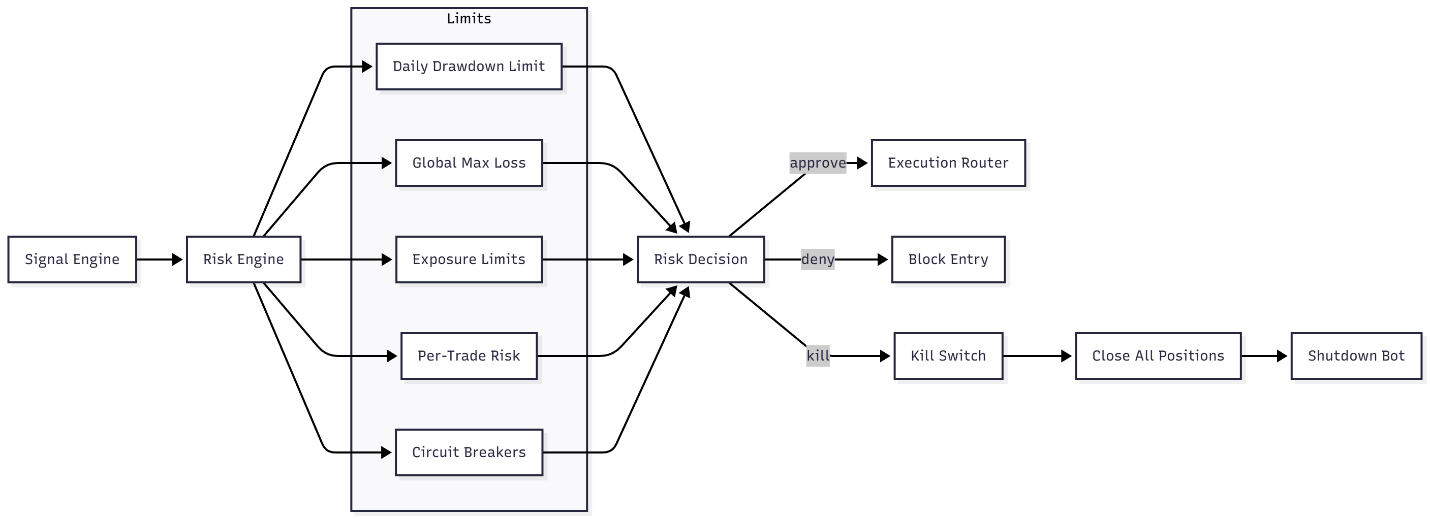 Limits
Daily Drawdown Limit
Global Max Loss
approve
Execution Router
Signal Engine
Risk Engine
Exposure Limits
Risk Decision
deny
Block Entry
Per-Trade Risk
kill
Kill Switch
Close All Positions
Shutdown Bot
Circuit Breakers